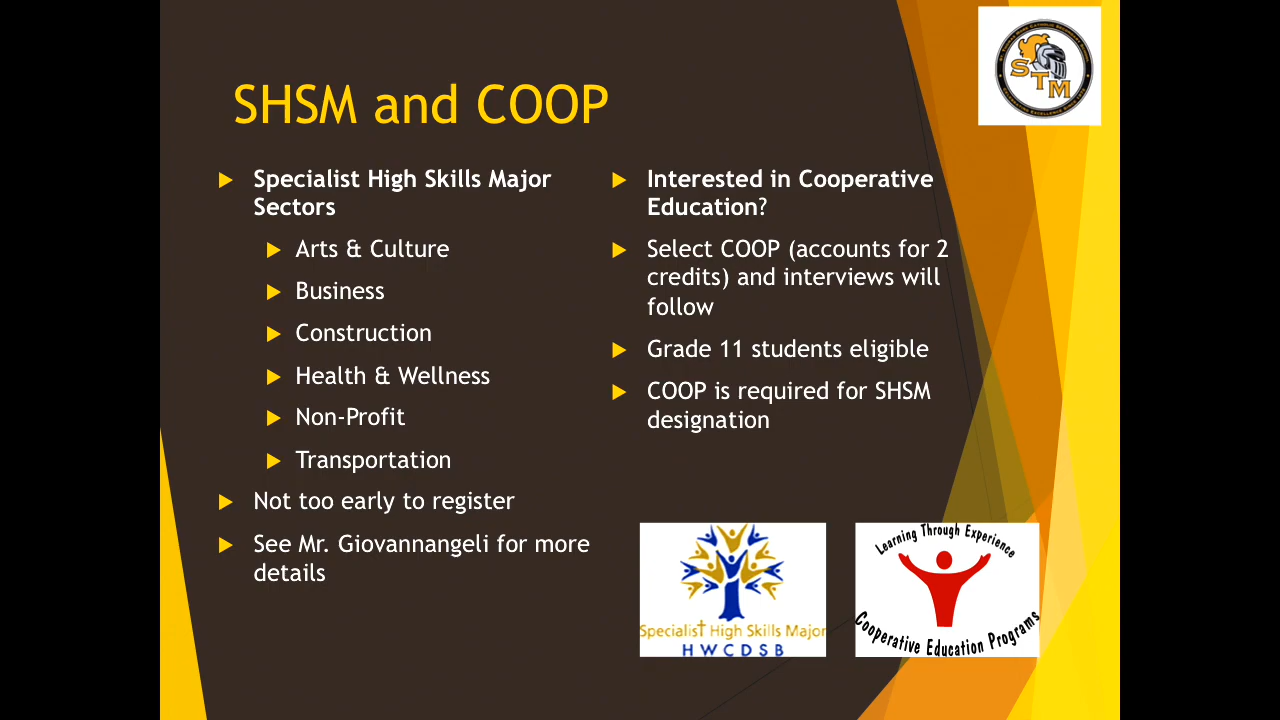 SHSM and COOP
Specialist High Skills Major
Sectors
Arts & Culture
Business
Construction
Health & Wellness
Non-Profit
Transportation
Not too early to register
See Mr. Giovannangeli for more
details
Interested in Cooperative
Education?
Select COOP (accounts for 2
credits) and interviews will
follow
Grade 11 students eligible
COOP is required for SHSM
designation
STM
Specialist High Skills Major
HWCDSB
Learning Through Experience
Cooperative Education Programs